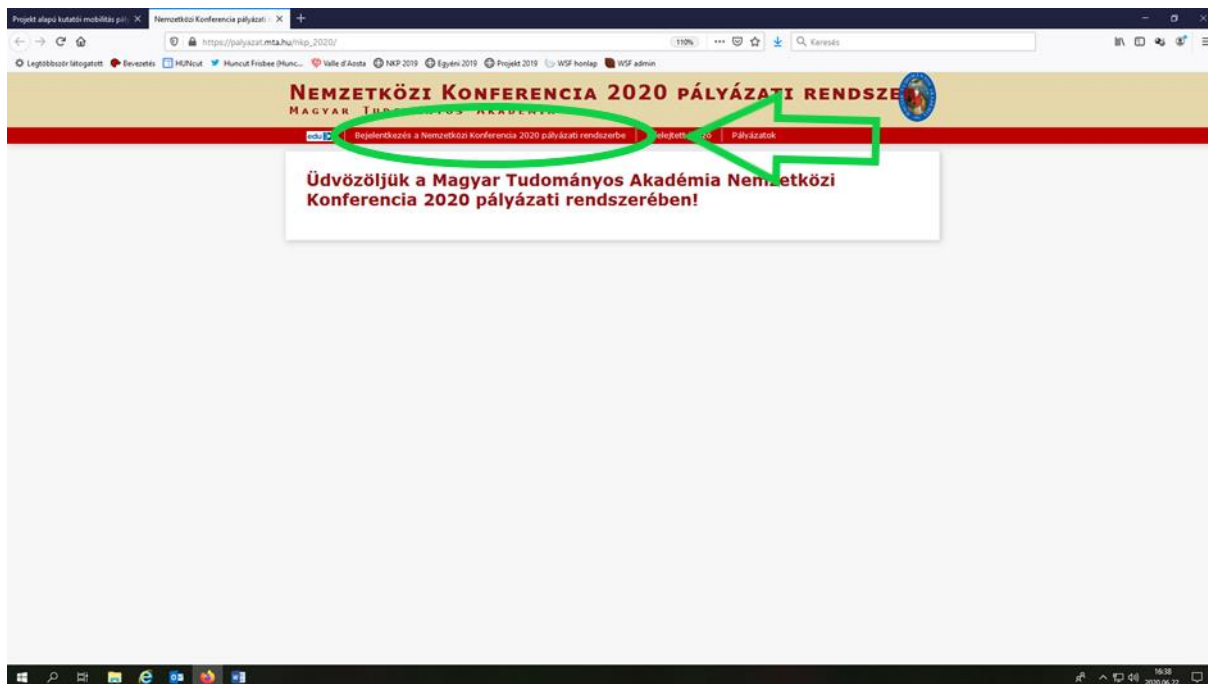 Projekt alapú kutatói mobilitás pály
Nemzetközi Konferencia pályázati
https://palyazat.mta.hu/nkp_2020/
110%
Keresés
Legtöbbször látogatott
Bevezetés
HUNcut
Huncut Frisbee (Hunc...
Valle d'Aosta
NKP 2019
Egyéni 2019
Projekt 2019
WSF honlap
WSF admin
NEMZETKÖZI KONFERENCIA 2020 PÁLYÁZATI RENDSZE
MAGYAR
edu
Bejelentkezés a Nemzetközi Konferencia 2020 pályázati rendszerbe
Pályázatok
Üdvözöljük a Magyar Tudományos Akadémia Nemzetközi
Konferencia 2020 pályázati rendszerében!
16:38
2020.06.22.